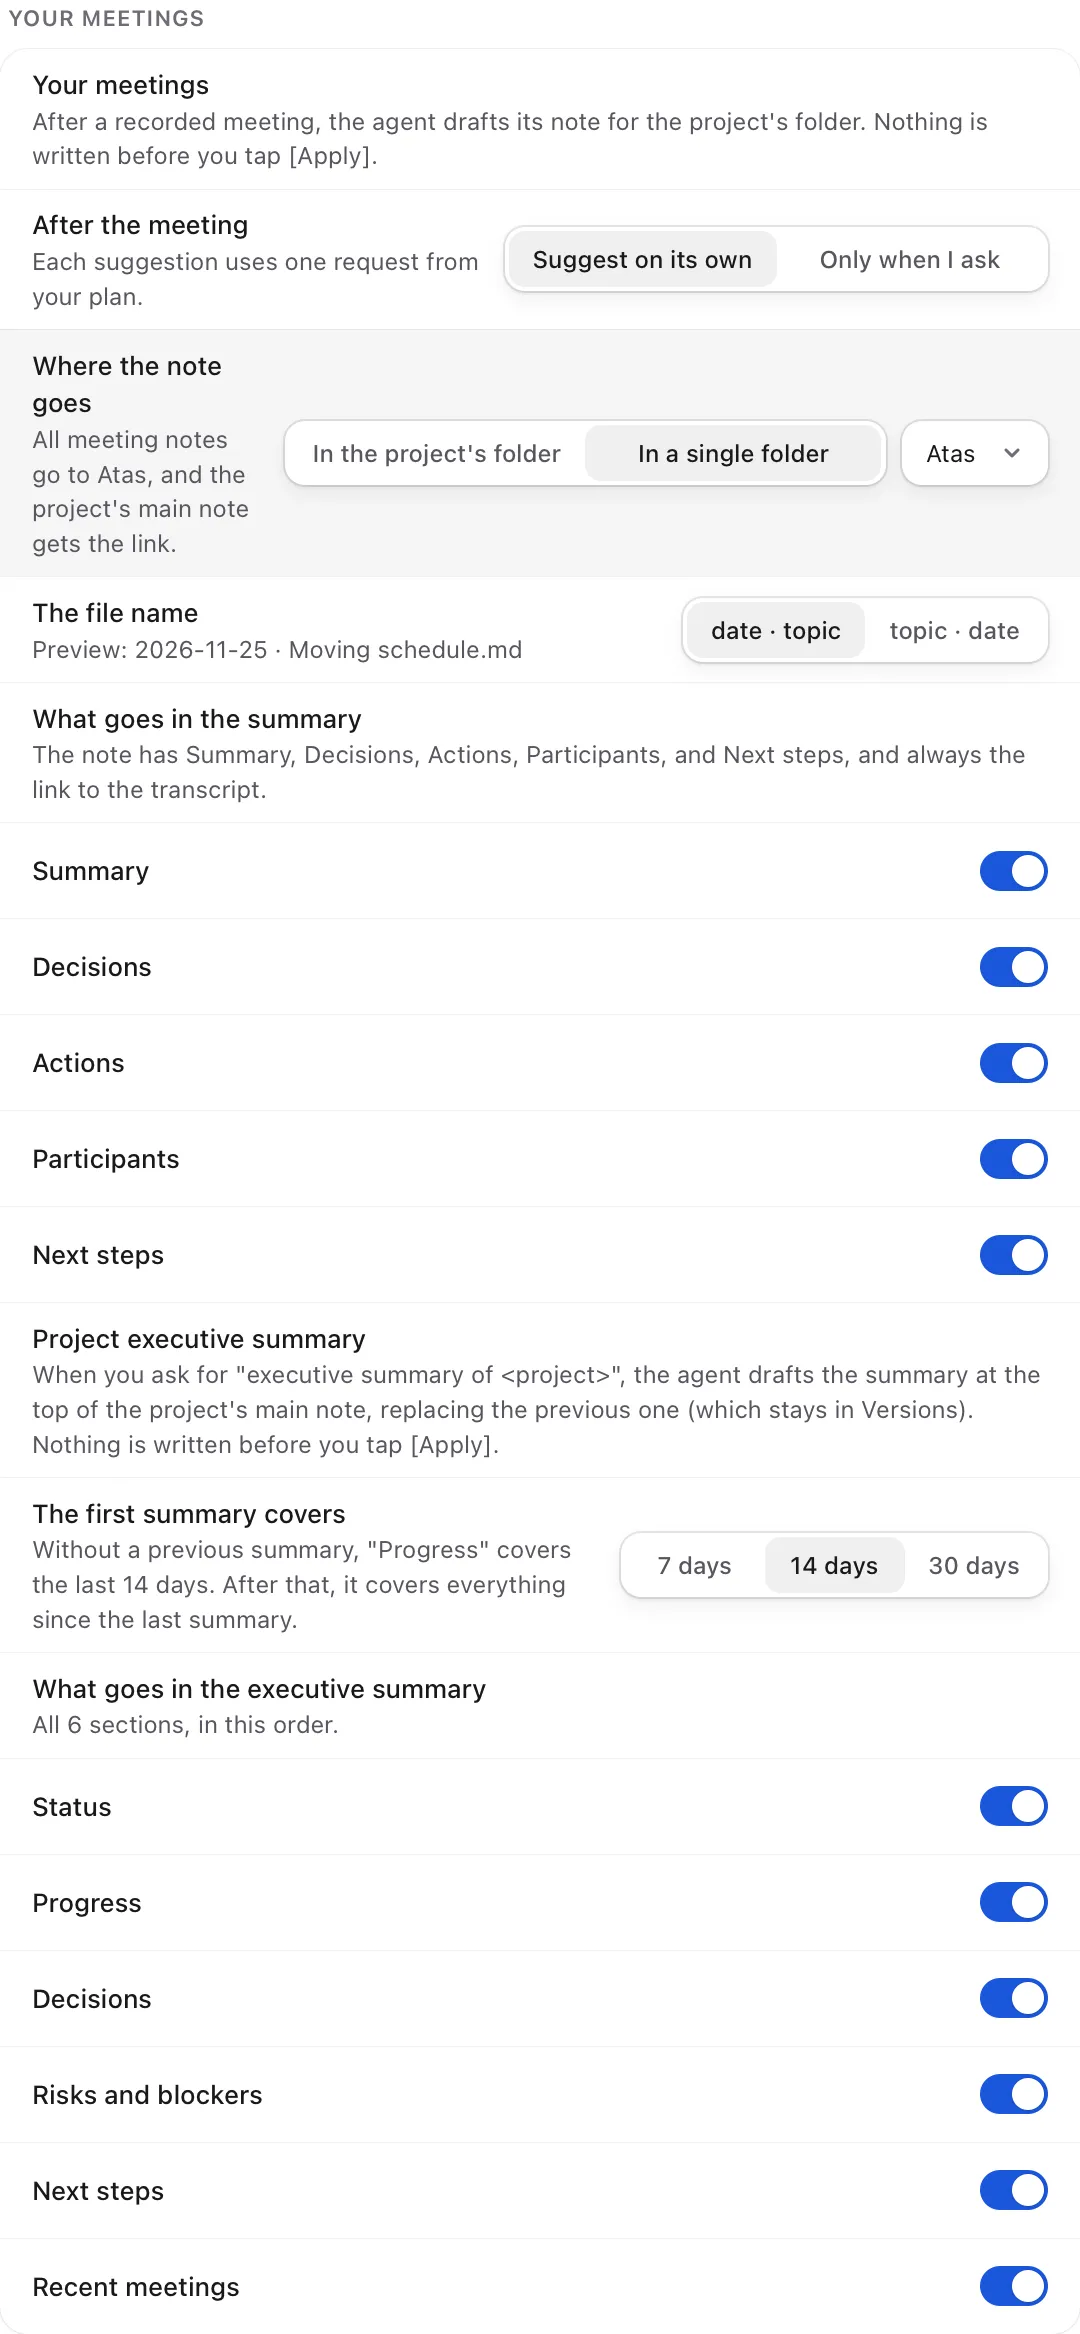 YOUR MEETINGS
Your meetings
After a recorded meeting, the agent drafts its note for the project's folder. Nothing is
written before you tap [Apply].
After the meeting
Each suggestion uses one request from
your plan.
Suggest on its own
Only when I ask
Where the note
goes
All meeting notes
go to Atas, and the
project's main note
gets the link.
In the project's folder
In a single folder
Atas
The file name
Preview: 2026-11-25 · Moving schedule.md
date · topic
topic · date
What goes in the summary
The note has Summary, Decisions, Actions, Participants, and Next steps, and always the
link to the transcript.
Summary
Decisions
Actions
Participants
Next steps
Project executive summary
When you ask for "executive summary of <project>", the agent drafts the summary at the
top of the project's main note, replacing the previous one (which stays in Versions).
Nothing is written before you tap [Apply].
The first summary covers
Without a previous summary, "Progress" covers
the last 14 days. After that, it covers everything
since the last summary.
7 days
14 days
30 days
What goes in the executive summary
All 6 sections, in this order.
Status
Progress
Decisions
Risks and blockers
Next steps
Recent meetings